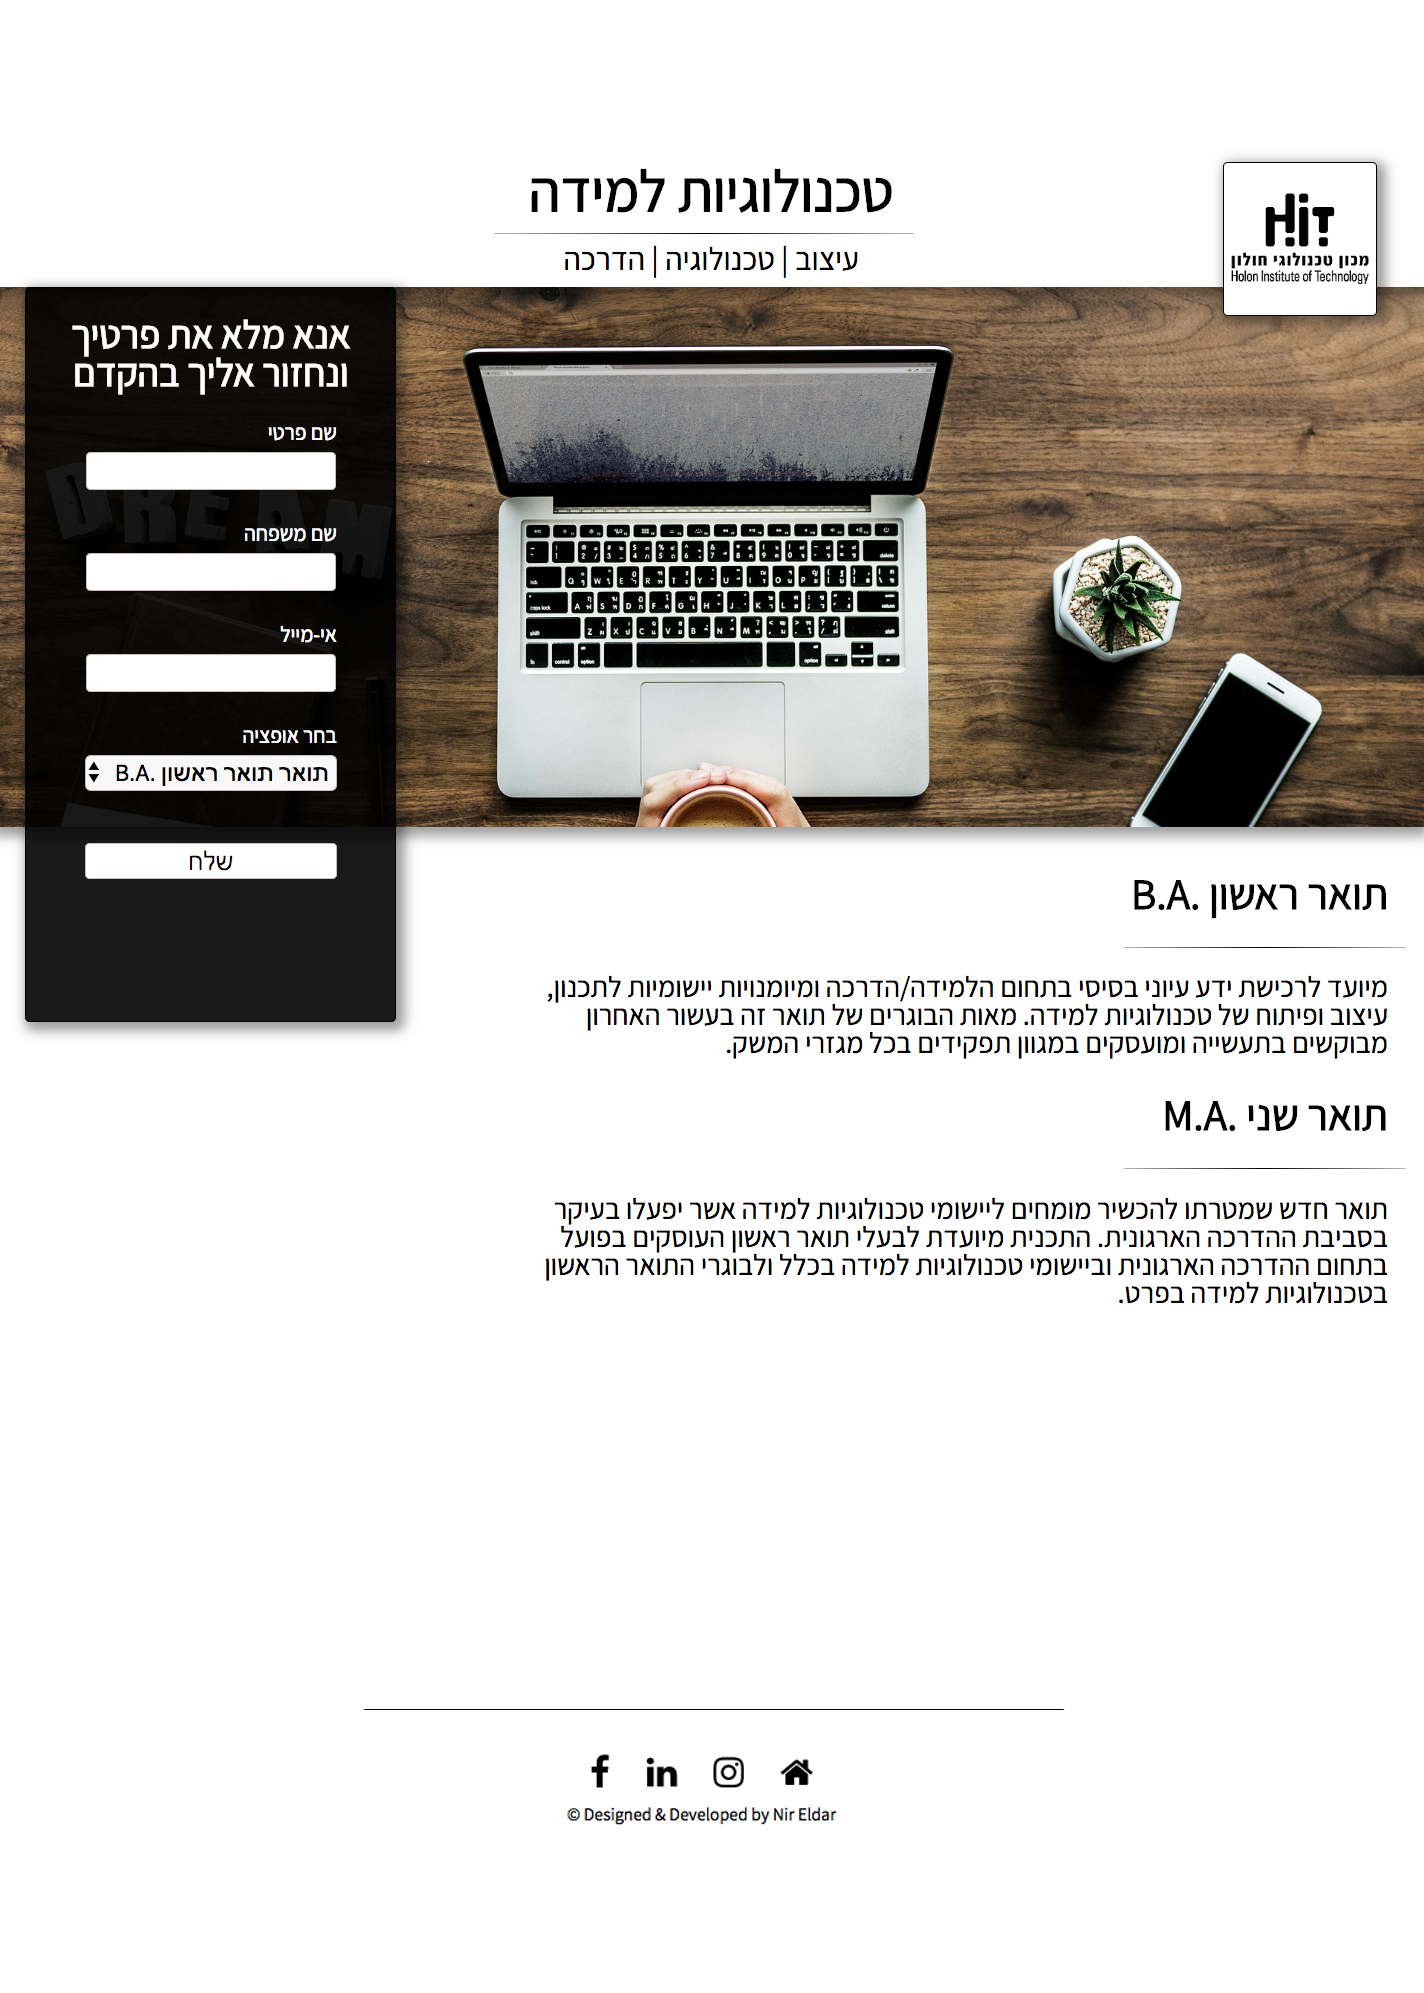 טכנולוגיות למידה
עיצוב | טכנולוגיה | הדרכה
HiT
מכון טכנולוגי חולון
Holon Institute of Technology
אנא מלא את פרטיך
ונחזור אליך בהקדם
שם פרטי
DREAM
שם משפחה
אי-מייל
בחר אופציה
תואר תואר ראשון .B.A
שלח
תואר ראשון .B.A
מיועד לרכישת ידע עיוני בסיסי בתחום הלמידה/הדרכה ומיומנויות יישומיות לתכנון,
עיצוב ופיתוח של טכנולוגיות למידה. מאות הבוגרים של תואר זה בעשור האחרון
מבוקשים בתעשייה ומועסקים במגוון תפקידים בכל מגזרי המשק.
תואר שני .M.A
תואר חדש שמטרתו להכשיר מומחים ליישומי טכנולוגיות למידה אשר יפעלו בעיקר
בסביבת ההדרכה הארגונית. התכנית מיועדת לבעלי תואר ראשון העוסקים בפועל
בתחום ההדרכה הארגונית וביישומי טכנולוגיות למידה בכלל ולבוגרי התואר הראשון
בטכנולוגיות למידה בפרט.
© Designed & Developed by Nir Eldar